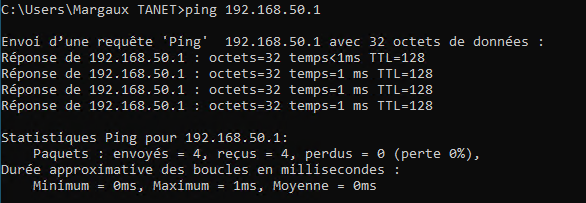 C:\Users\Margaux TANET>ping 192.168.50.1
Envoi d’une requête 'Ping'  192.168.50.1 avec 32 octets de données :
Réponse de 192.168.50.1 : octets=32 temps<1ms TTL=128
Réponse de 192.168.50.1 : octets=32 temps=1 ms TTL=128
Réponse de 192.168.50.1 : octets=32 temps=1 ms TTL=128
Réponse de 192.168.50.1 : octets=32 temps=1 ms TTL=128
Statistiques Ping pour 192.168.50.1:
    Paquets : envoyés = 4, reçus = 4, perdus = 0 (perte 0%),
Durée approximative des boucles en millisecondes :
    Minimum = 0ms, Maximum = 1ms, Moyenne = 0ms